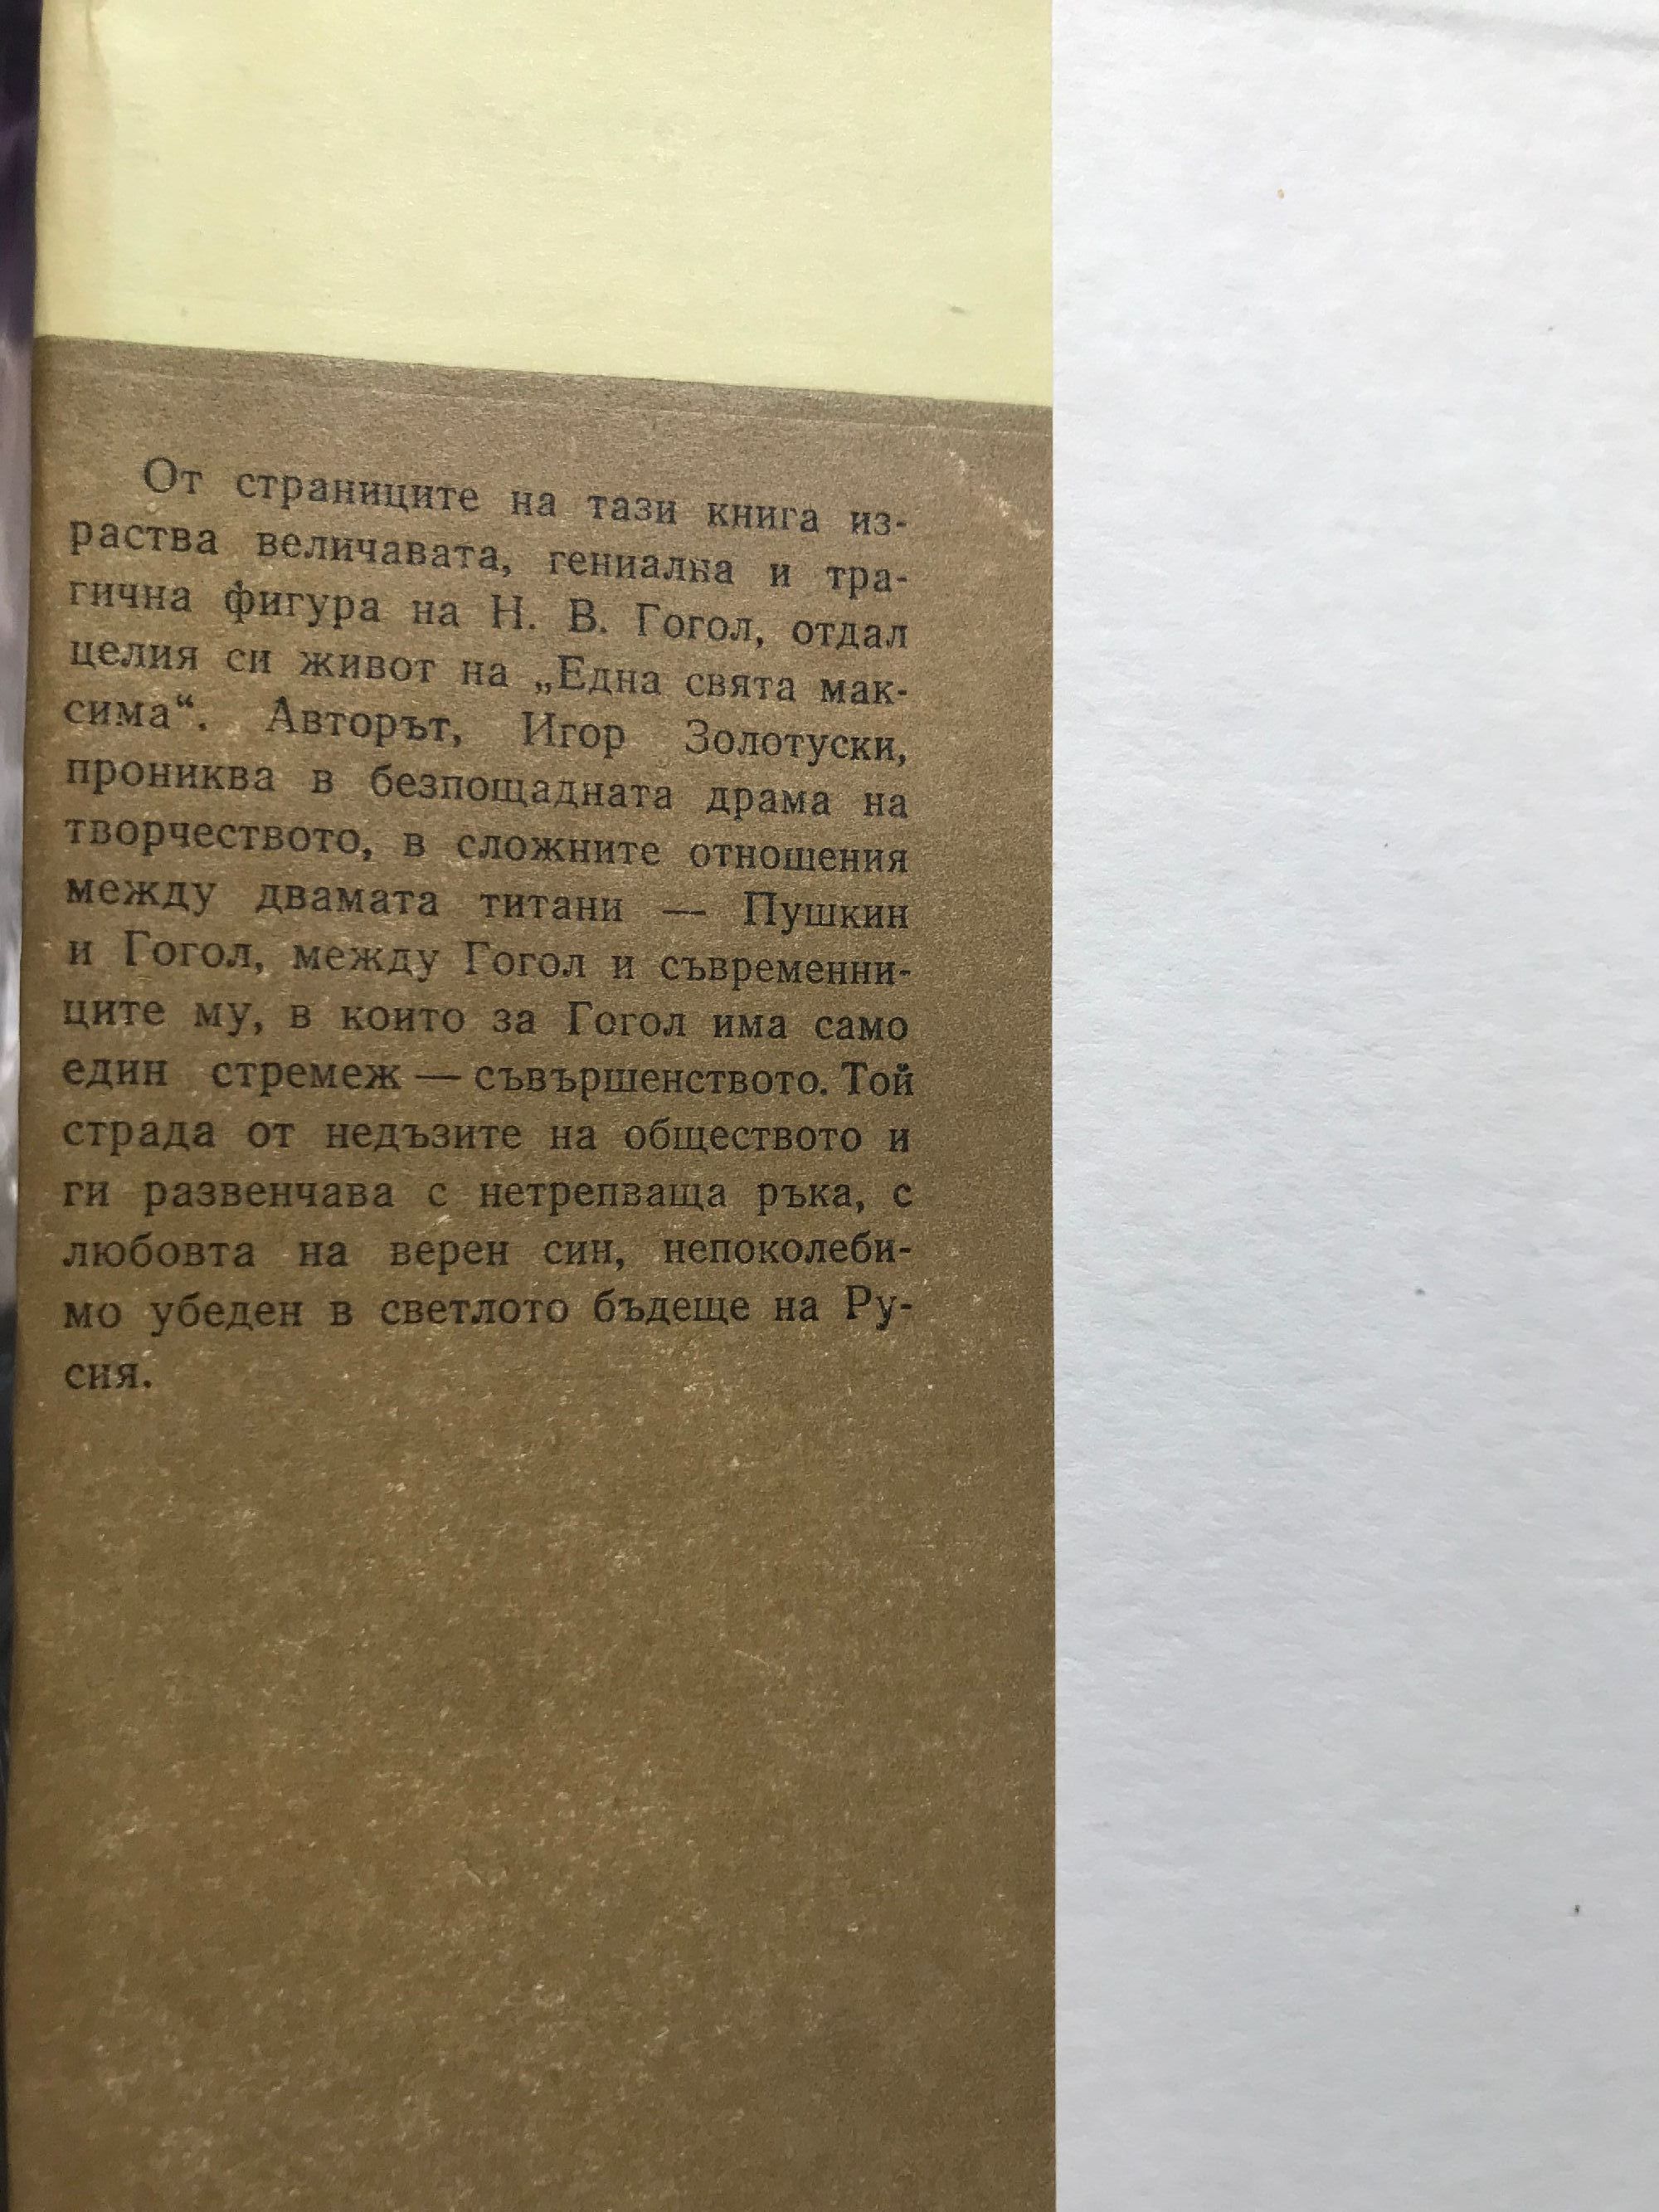 От страниците на тази книга из-
раства величавата, гениална и тра-
гична фигура на Н. В. Гогол, отдал
целия си живот на „Една свята мак-
сима“. Авторът, Игор Золотуски,
прониква в безпощадната драма на
творчеството, в сложните отношения
между двамата титани — Пушкин
и Гогол, между Гогол и съвременни-
ците му, в които за Гогол има само
един стремеж — съвършенството. Той
страда от недъзите на обществото и
ги развенчава с нетрепваща ръка, с
любовта на верен син, непоколеби-
мо убеден в светлото бъдеще на Ру-
сия.